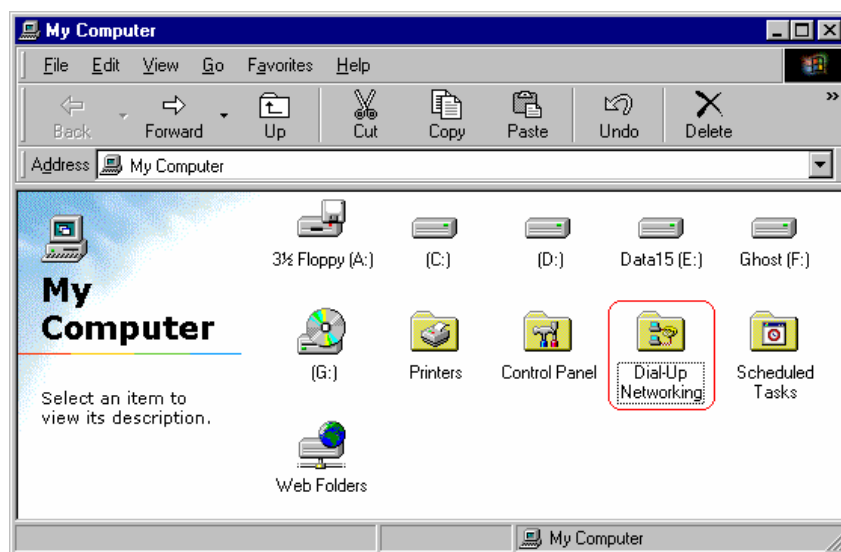 My Computer
File Edit View Go Favorites Help
Back Forward Up Cut Copy Paste Undo Delete »
Address My Computer
3½ Floppy (A:) (C:) (D:) Data15 (E:) Ghost (F:)
My
Computer
(G:) Printers Control Panel Dial-Up Scheduled
Networking Tasks
Select an item to
view its description.
Web Folders
My Computer